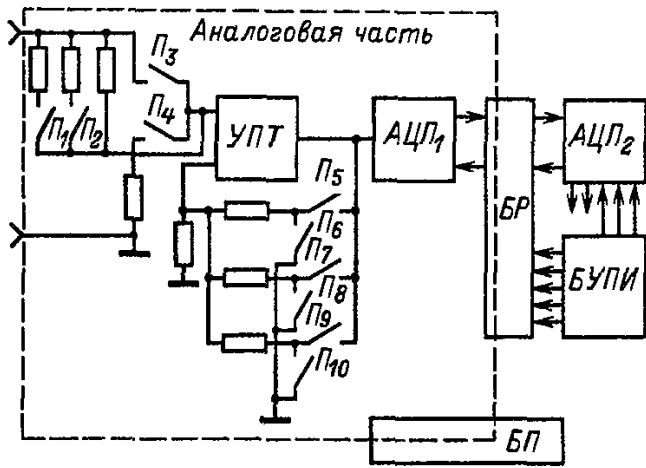 Аналоговая часть
П3
П4
П1
П2
УПТ
АЦП1
БР
АЦП2
П5
П6
П7
П8
П9
П10
БУПИ
БП